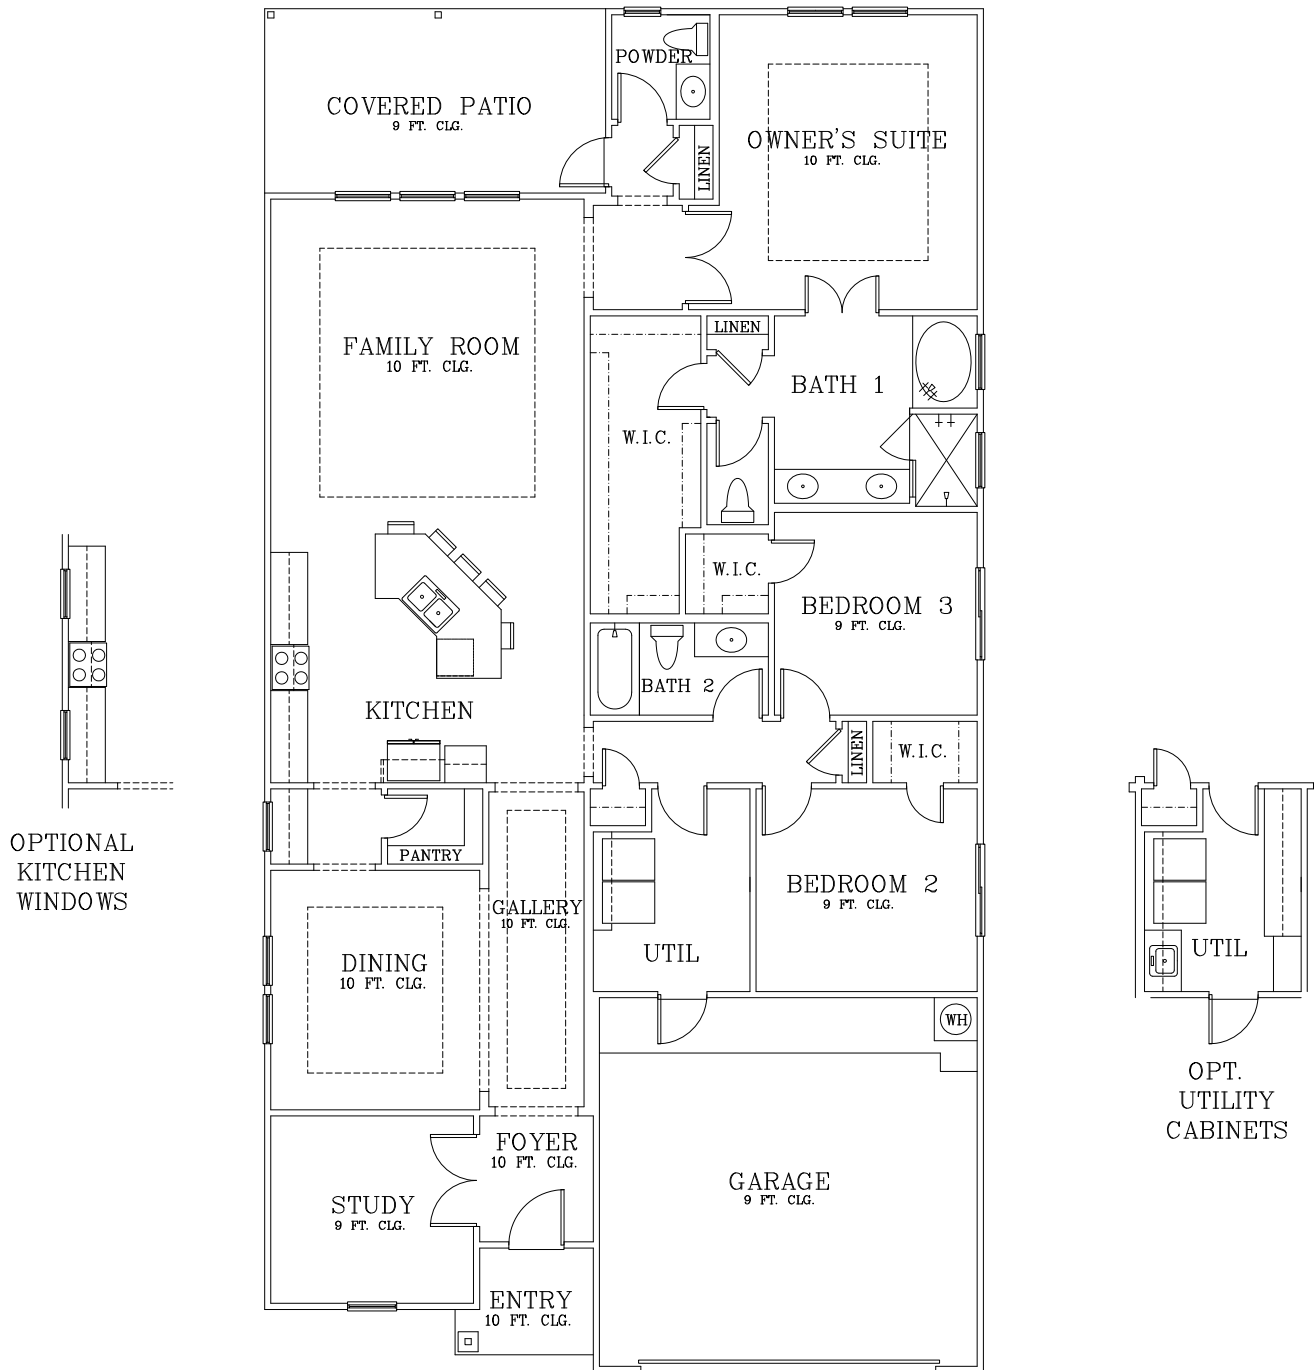 POWDER
COVERED PATIO
9 FT. CLG.
LINEN
OWNER'S SUITE
10 FT. CLG.
FAMILY ROOM
10 FT. CLG.
LINEN
BATH 1
W.I.C.
W.I.C.
BEDROOM 3
9 FT. CLG.
BATH 2
KITCHEN
LINEN
W.I.C.
OPTIONAL
KITCHEN
WINDOWS
PANTRY
GALLERY
10 FT. CLG.
BEDROOM 2
9 FT. CLG.
UTIL
DINING
10 FT. CLG.
WH
UTIL
OPT.
UTILITY
CABINETS
FOYER
10 FT. CLG.
STUDY
9 FT. CLG.
GARAGE
9 FT. CLG.
ENTRY
10 FT. CLG.